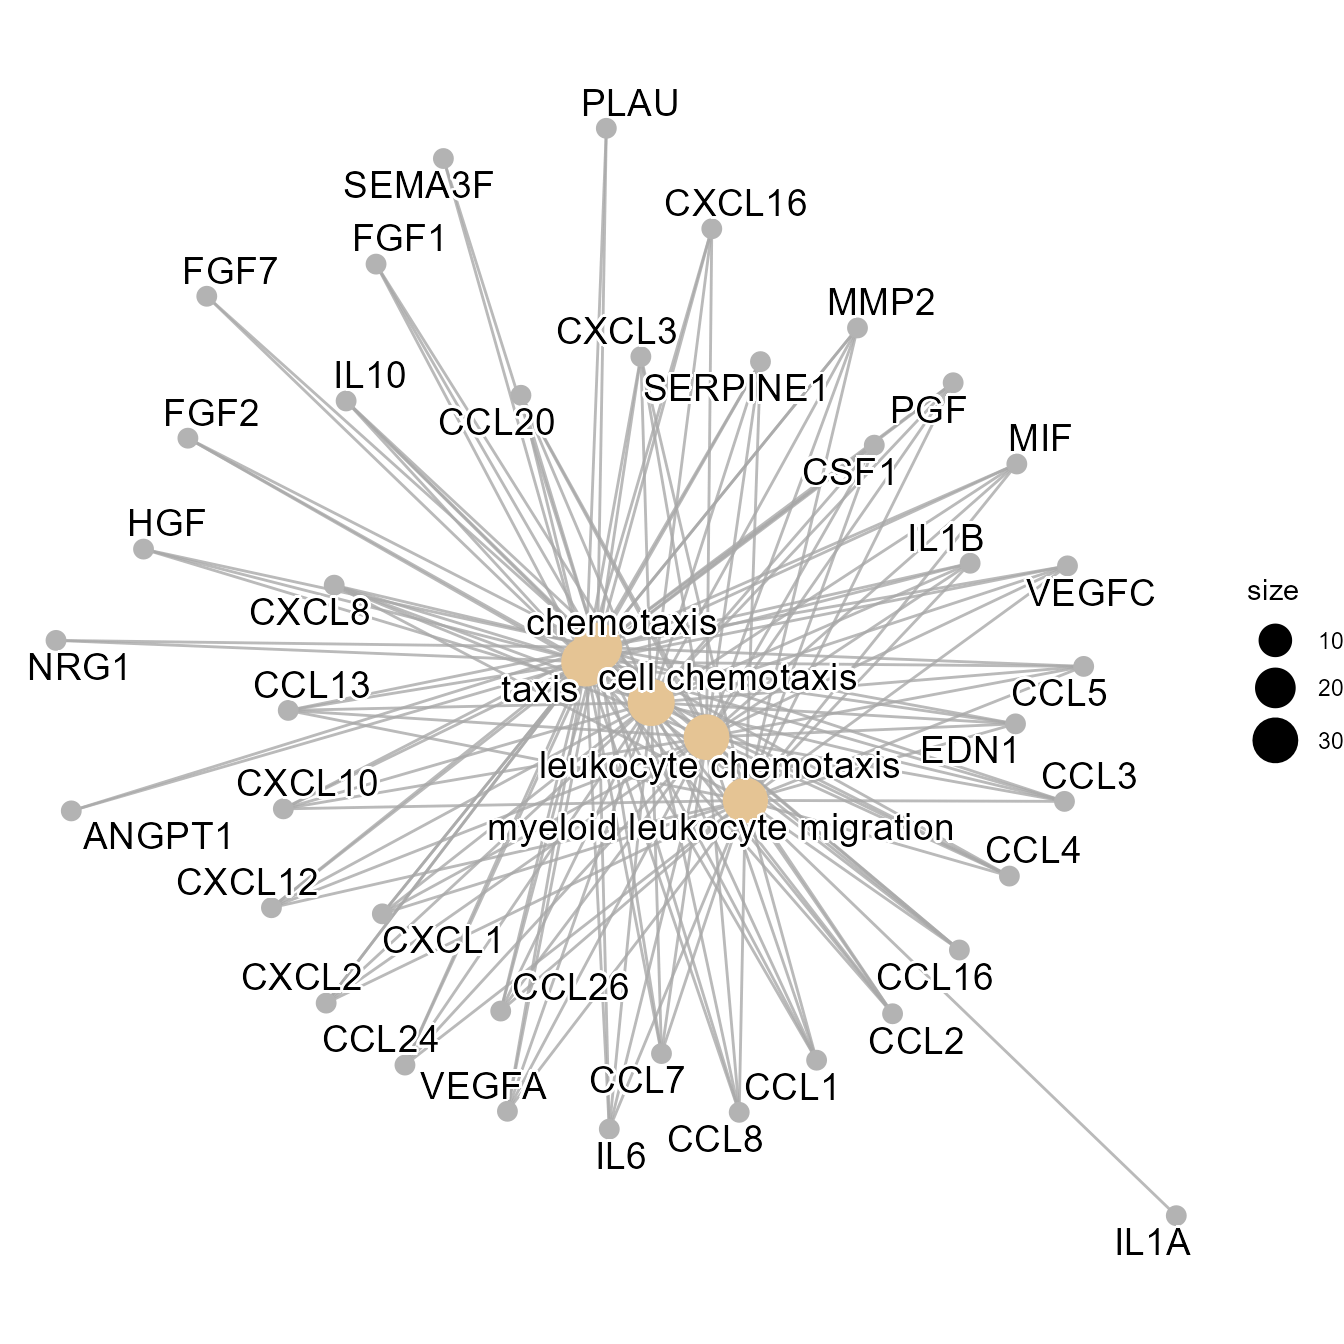 PLAU
SEMA3F
CXCL16
FGF1
FGF7
MMP2
CXCL3
IL10
SERPINE1
PGF
FGF2
CCL20
MIF
CSF1
HGF
IL1B
VEGFC
size
CXCL8
chemotaxis
10
NRG1
cell chemotaxis
CCL13
taxis
20
CCL5
EDN1
30
leukocyte chemotaxis
CCL3
CXCL10
myeloid leukocyte migration
ANGPT1
CCL4
CXCL12
CXCL1
CXCL2
CCL16
CCL26
CCL24
CCL2
VEGFA
CCL7
CCL1
CCL8
IL6
IL1A